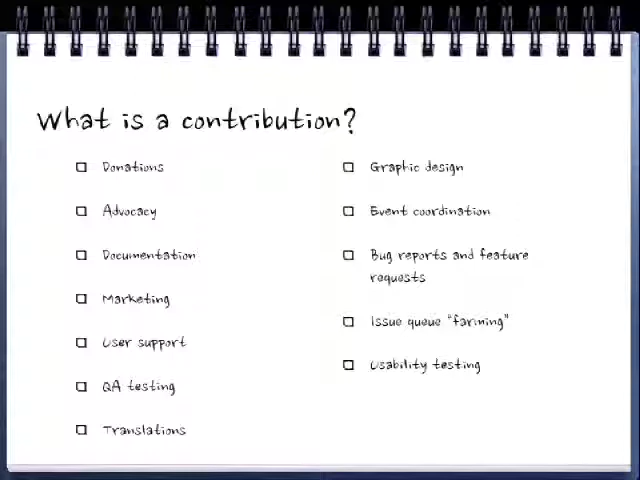 What is a contribution?
Donations
Advocacy
Documentation
Marketing
User support
QA testing
Translations
Graphic design
Event coordination
Bug reports and feature
requests
Issue queue "farming"
Usability testing